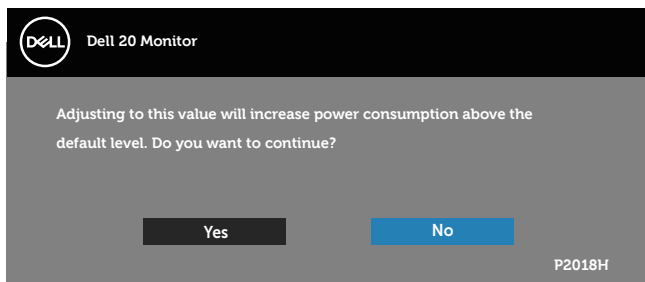 DELL
Dell 20 Monitor
Adjusting to this value will increase power consumption above the
default level. Do you want to continue?
Yes
No
P2018H